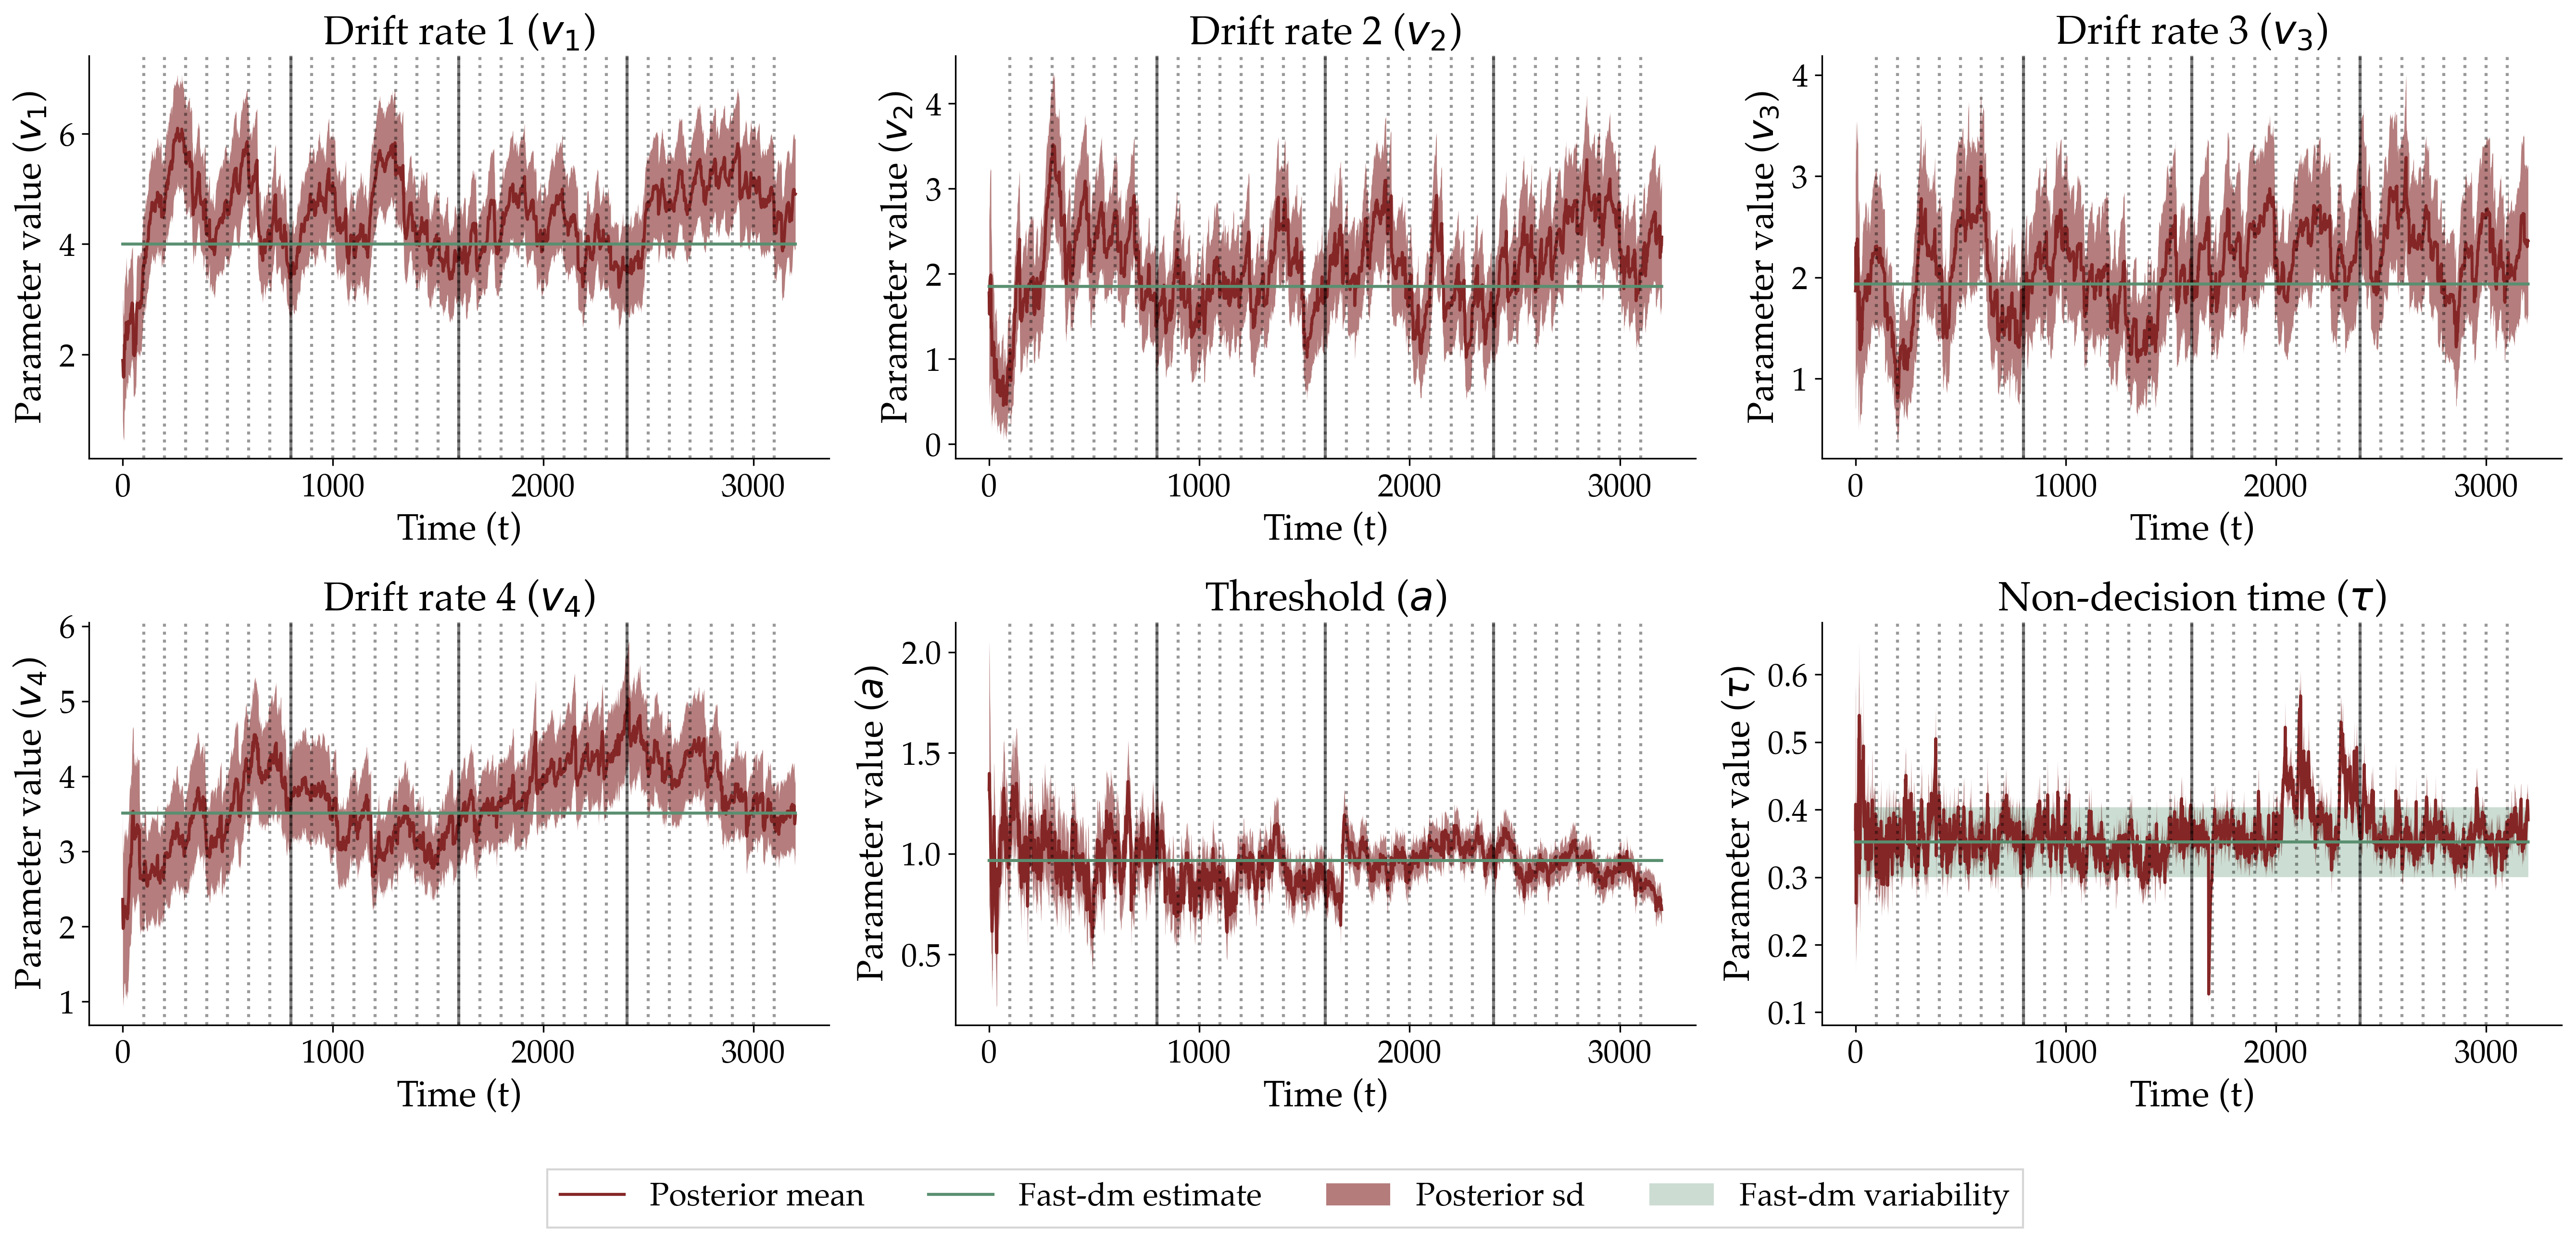 Drift rate 1 (v₁)
Parameter value (v₁)
6
4
2
0 1000 2000 3000
Time (t)
Drift rate 2 (v₂)
Parameter value (v₂)
4
3
2
1
0
0 1000 2000 3000
Time (t)
Drift rate 3 (v₃)
Parameter value (v₃)
4
3
2
1
0 1000 2000 3000
Time (t)
Drift rate 4 (v₄)
Parameter value (v₄)
6
5
4
3
2
1
0 1000 2000 3000
Time (t)
Threshold (a)
Parameter value (a)
2.0
1.5
1.0
0.5
0 1000 2000 3000
Time (t)
Non-decision time (τ)
Parameter value (τ)
0.6
0.5
0.4
0.3
0.2
0.1
0 1000 2000 3000
Time (t)
Posterior mean Fast-dm estimate Posterior sd Fast-dm variability